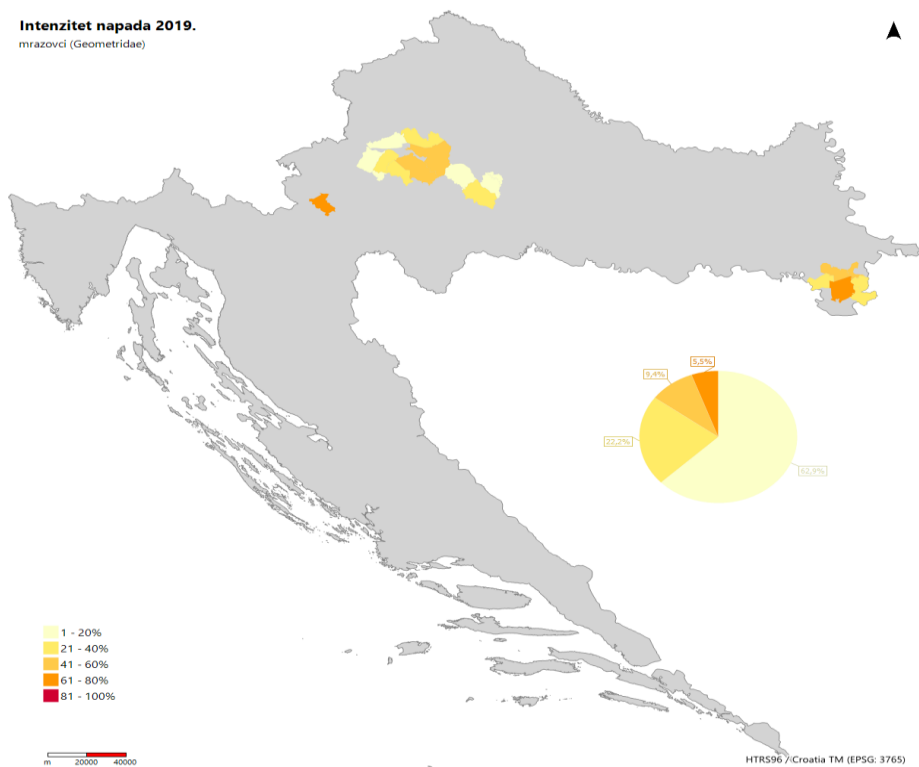 Intenzitet napada 2019.
mrazovci (Geometridae)
5,5%
9,4%
22,2%
62,9%
1 - 20%
21 - 40%
41 - 60%
61 - 80%
81 - 100%
m 20000 40000
HTRS96 / Croatia TM (EPSG: 3765)